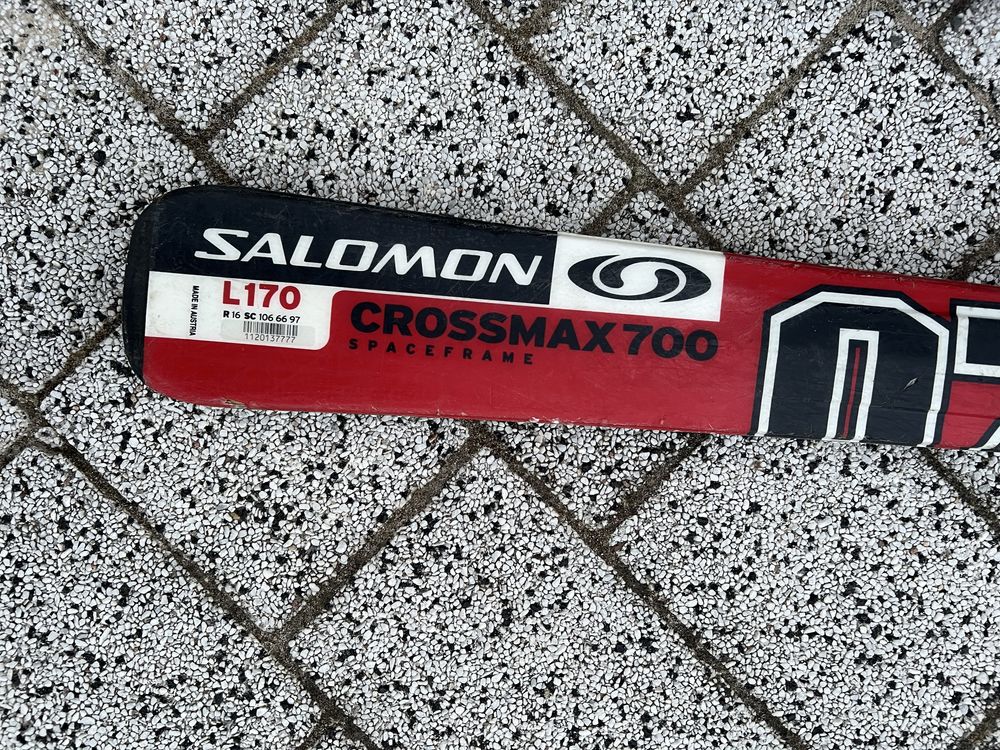 SALOMON
MADE IN AUSTRIA
L170
R 16 SC 106 66 97
1120137777
CROSSMAX 700
SPACEFRAME